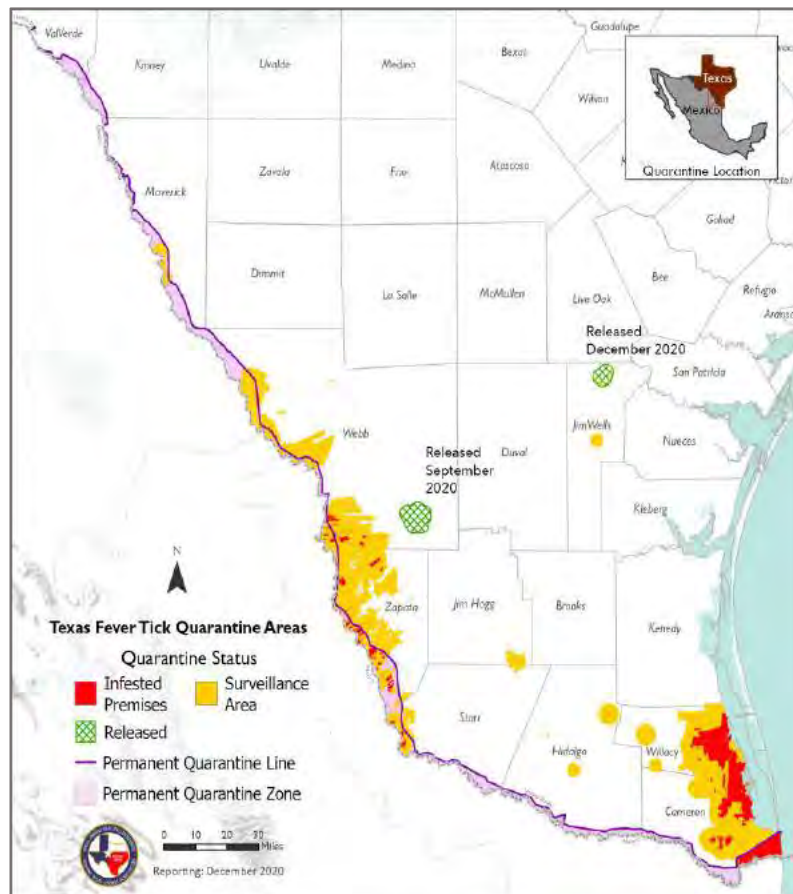 ValVerde
Kinney
Uvalde
Medina
Bexar
Guadalupe
Wilson
Texas
Mexico
Quarantine Location
Maverick
Zavala
Frio
Atascosa
Goliad
Bee
Refugio
Dimmit
La Salle
McMullen
Live Oak
Released
December 2020
San Patricio
Webb
Duval
Jim Wells
Nueces
Released
September
2020
Kleberg
N
Zapata
Jim Hogg
Brooks
Kenedy
Texas Fever Tick Quarantine Areas
Quarantine Status
Infested
Premises
Surveillance
Area
Released
Permanent Quarantine Line
Permanent Quarantine Zone
Starr
Hidalgo
Willacy
Cameron
0 10 20 30
Miles
Reporting: December 2020